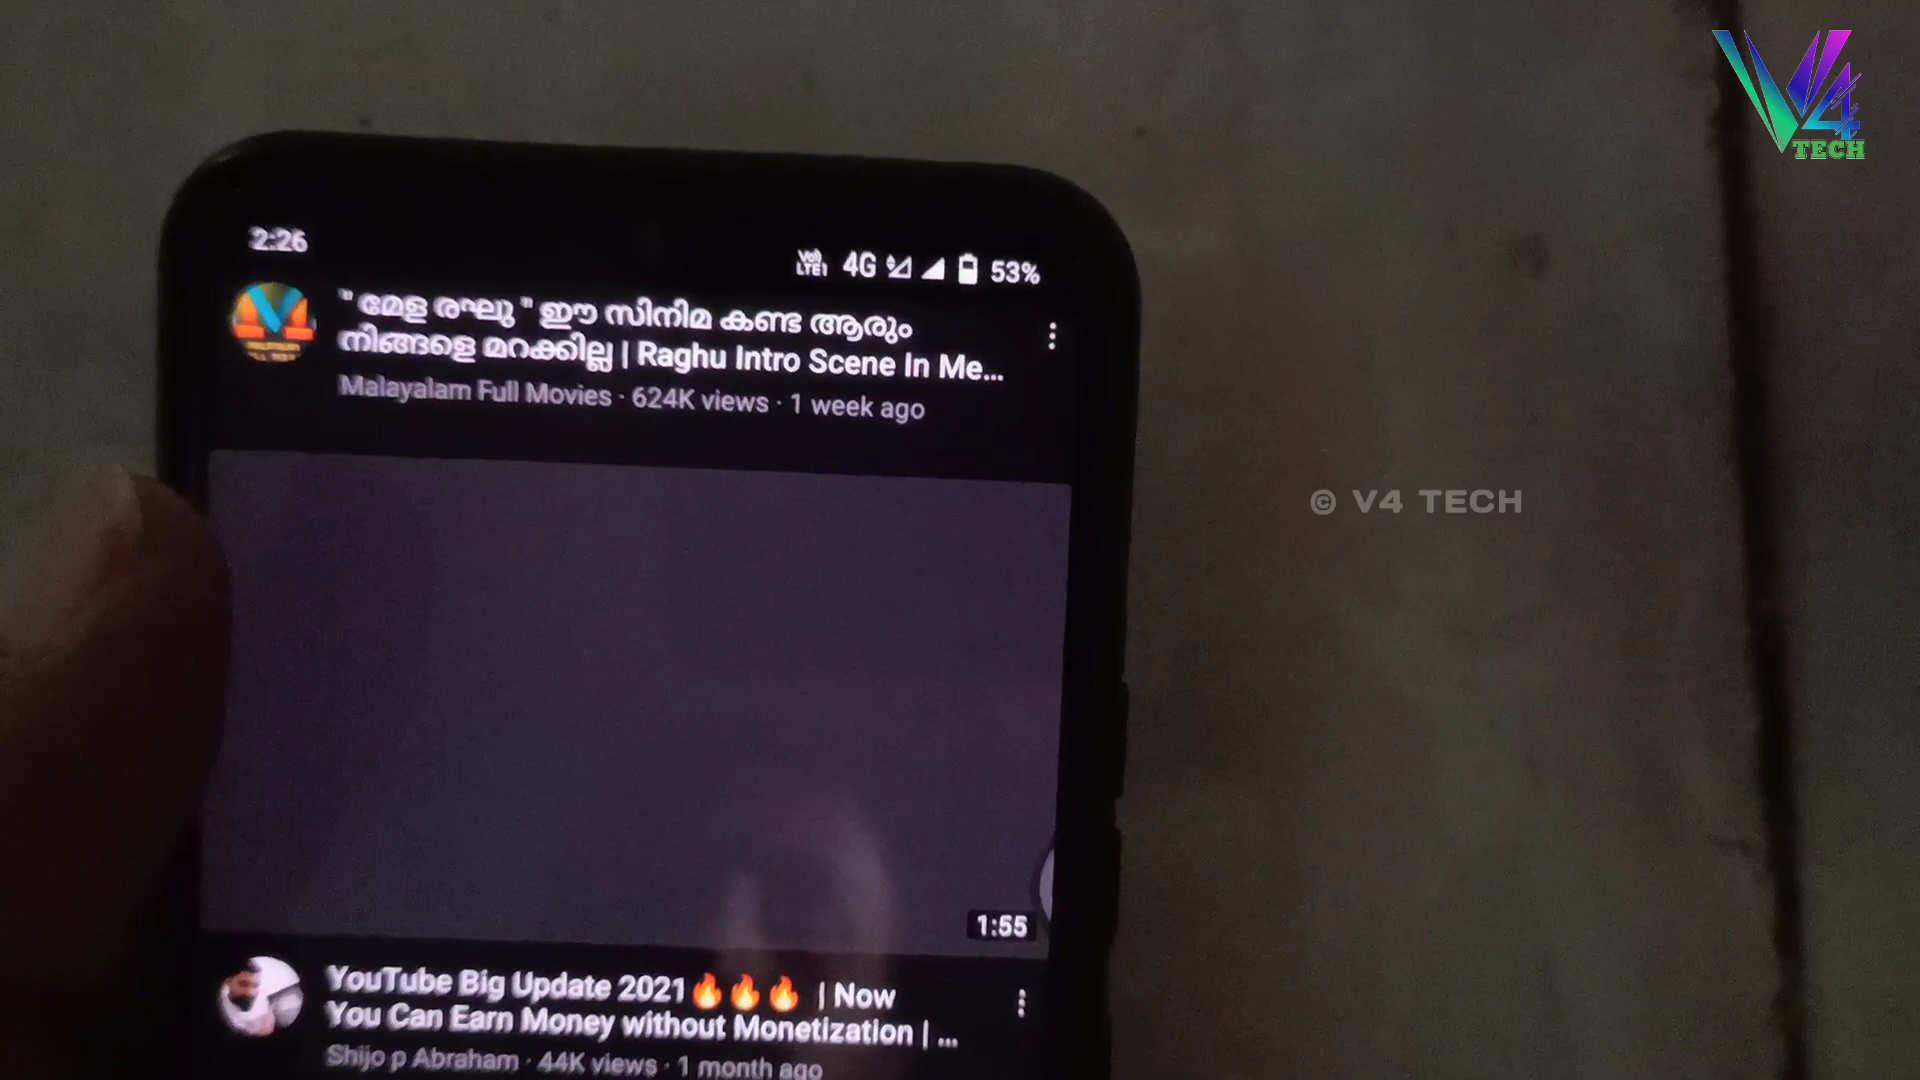 V4
TECH
2:26
Vo)
LTE1 4G 53%
" മേള രഘു " ഈ സിനിമ കണ്ട ആരും
നിങ്ങളെ മറക്കില്ല | Raghu Intro Scene In Me...
Malayalam Full Movies · 624K views · 1 week ago
© V4 TECH
1:55
YouTube Big Update 2021🔥🔥🔥 | Now
You Can Earn Money without Monetization | ...
Shijo p Abraham · 44K views · 1 month ago